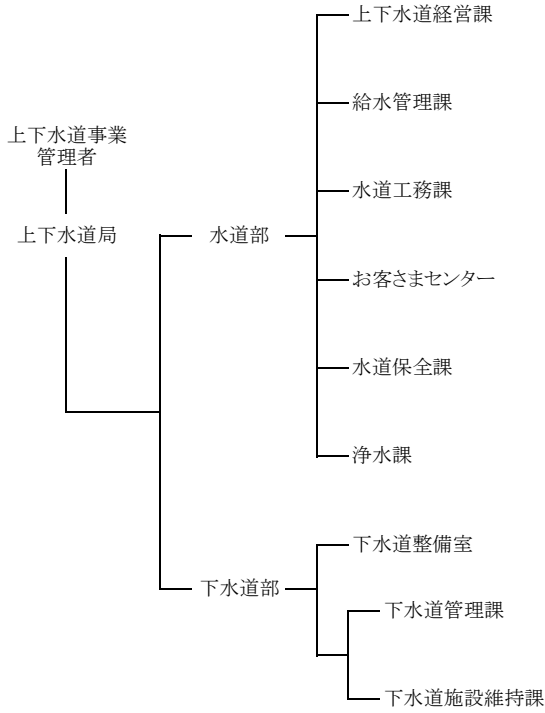 上下水道経営課
給水管理課
上下水道事業
管理者
水道工務課
上下水道局
水道部
お客さまセンター
水道保全課
浄水課
下水道整備室
下水道部
下水道管理課
下水道施設維持課